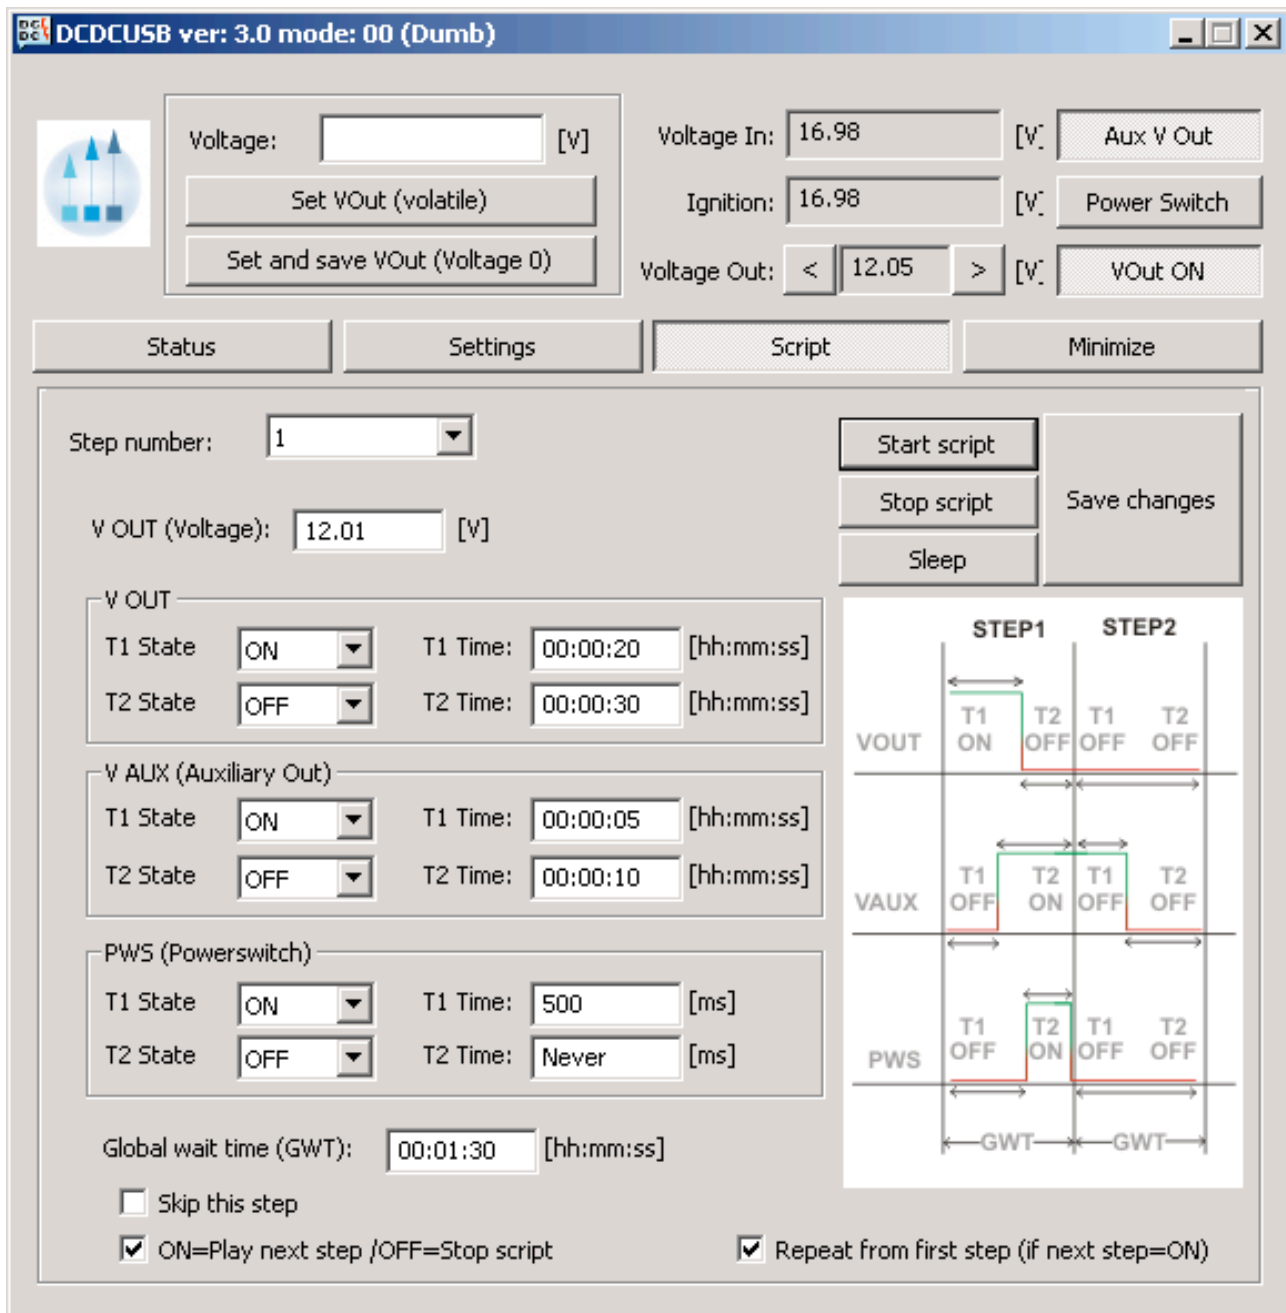 DCDCUSB ver: 3.0 mode: 00 (Dumb)
Voltage: [V]
Set VOut (volatile)
Set and save VOut (Voltage 0)
Voltage In: 16.98 [V] Aux V Out
Ignition: 16.98 [V] Power Switch
Voltage Out: < 12.05 > [V] VOut ON
Status Settings Script Minimize
Step number: 1
Start script
Stop script
Sleep
Save changes
V OUT (Voltage): 12.01 [V]
V OUT
T1 State ON T1 Time: 00:00:20 [hh:mm:ss]
T2 State OFF T2 Time: 00:00:30 [hh:mm:ss]
V AUX (Auxiliary Out)
T1 State ON T1 Time: 00:00:05 [hh:mm:ss]
T2 State OFF T2 Time: 00:00:10 [hh:mm:ss]
PWS (Powerswitch)
T1 State ON T1 Time: 500 [ms]
T2 State OFF T2 Time: Never [ms]
STEP1 STEP2
T1 T2 T1 T2
VOUT ON OFF OFF OFF
T1 T2 T1 T2
VAUX OFF ON OFF OFF
T1 T2 T1 T2
OFF ON OFF OFF
PWS
GWT GWT
Global wait time (GWT): 00:01:30 [hh:mm:ss]
Skip this step
ON=Play next step /OFF=Stop script
Repeat from first step (if next step=ON)